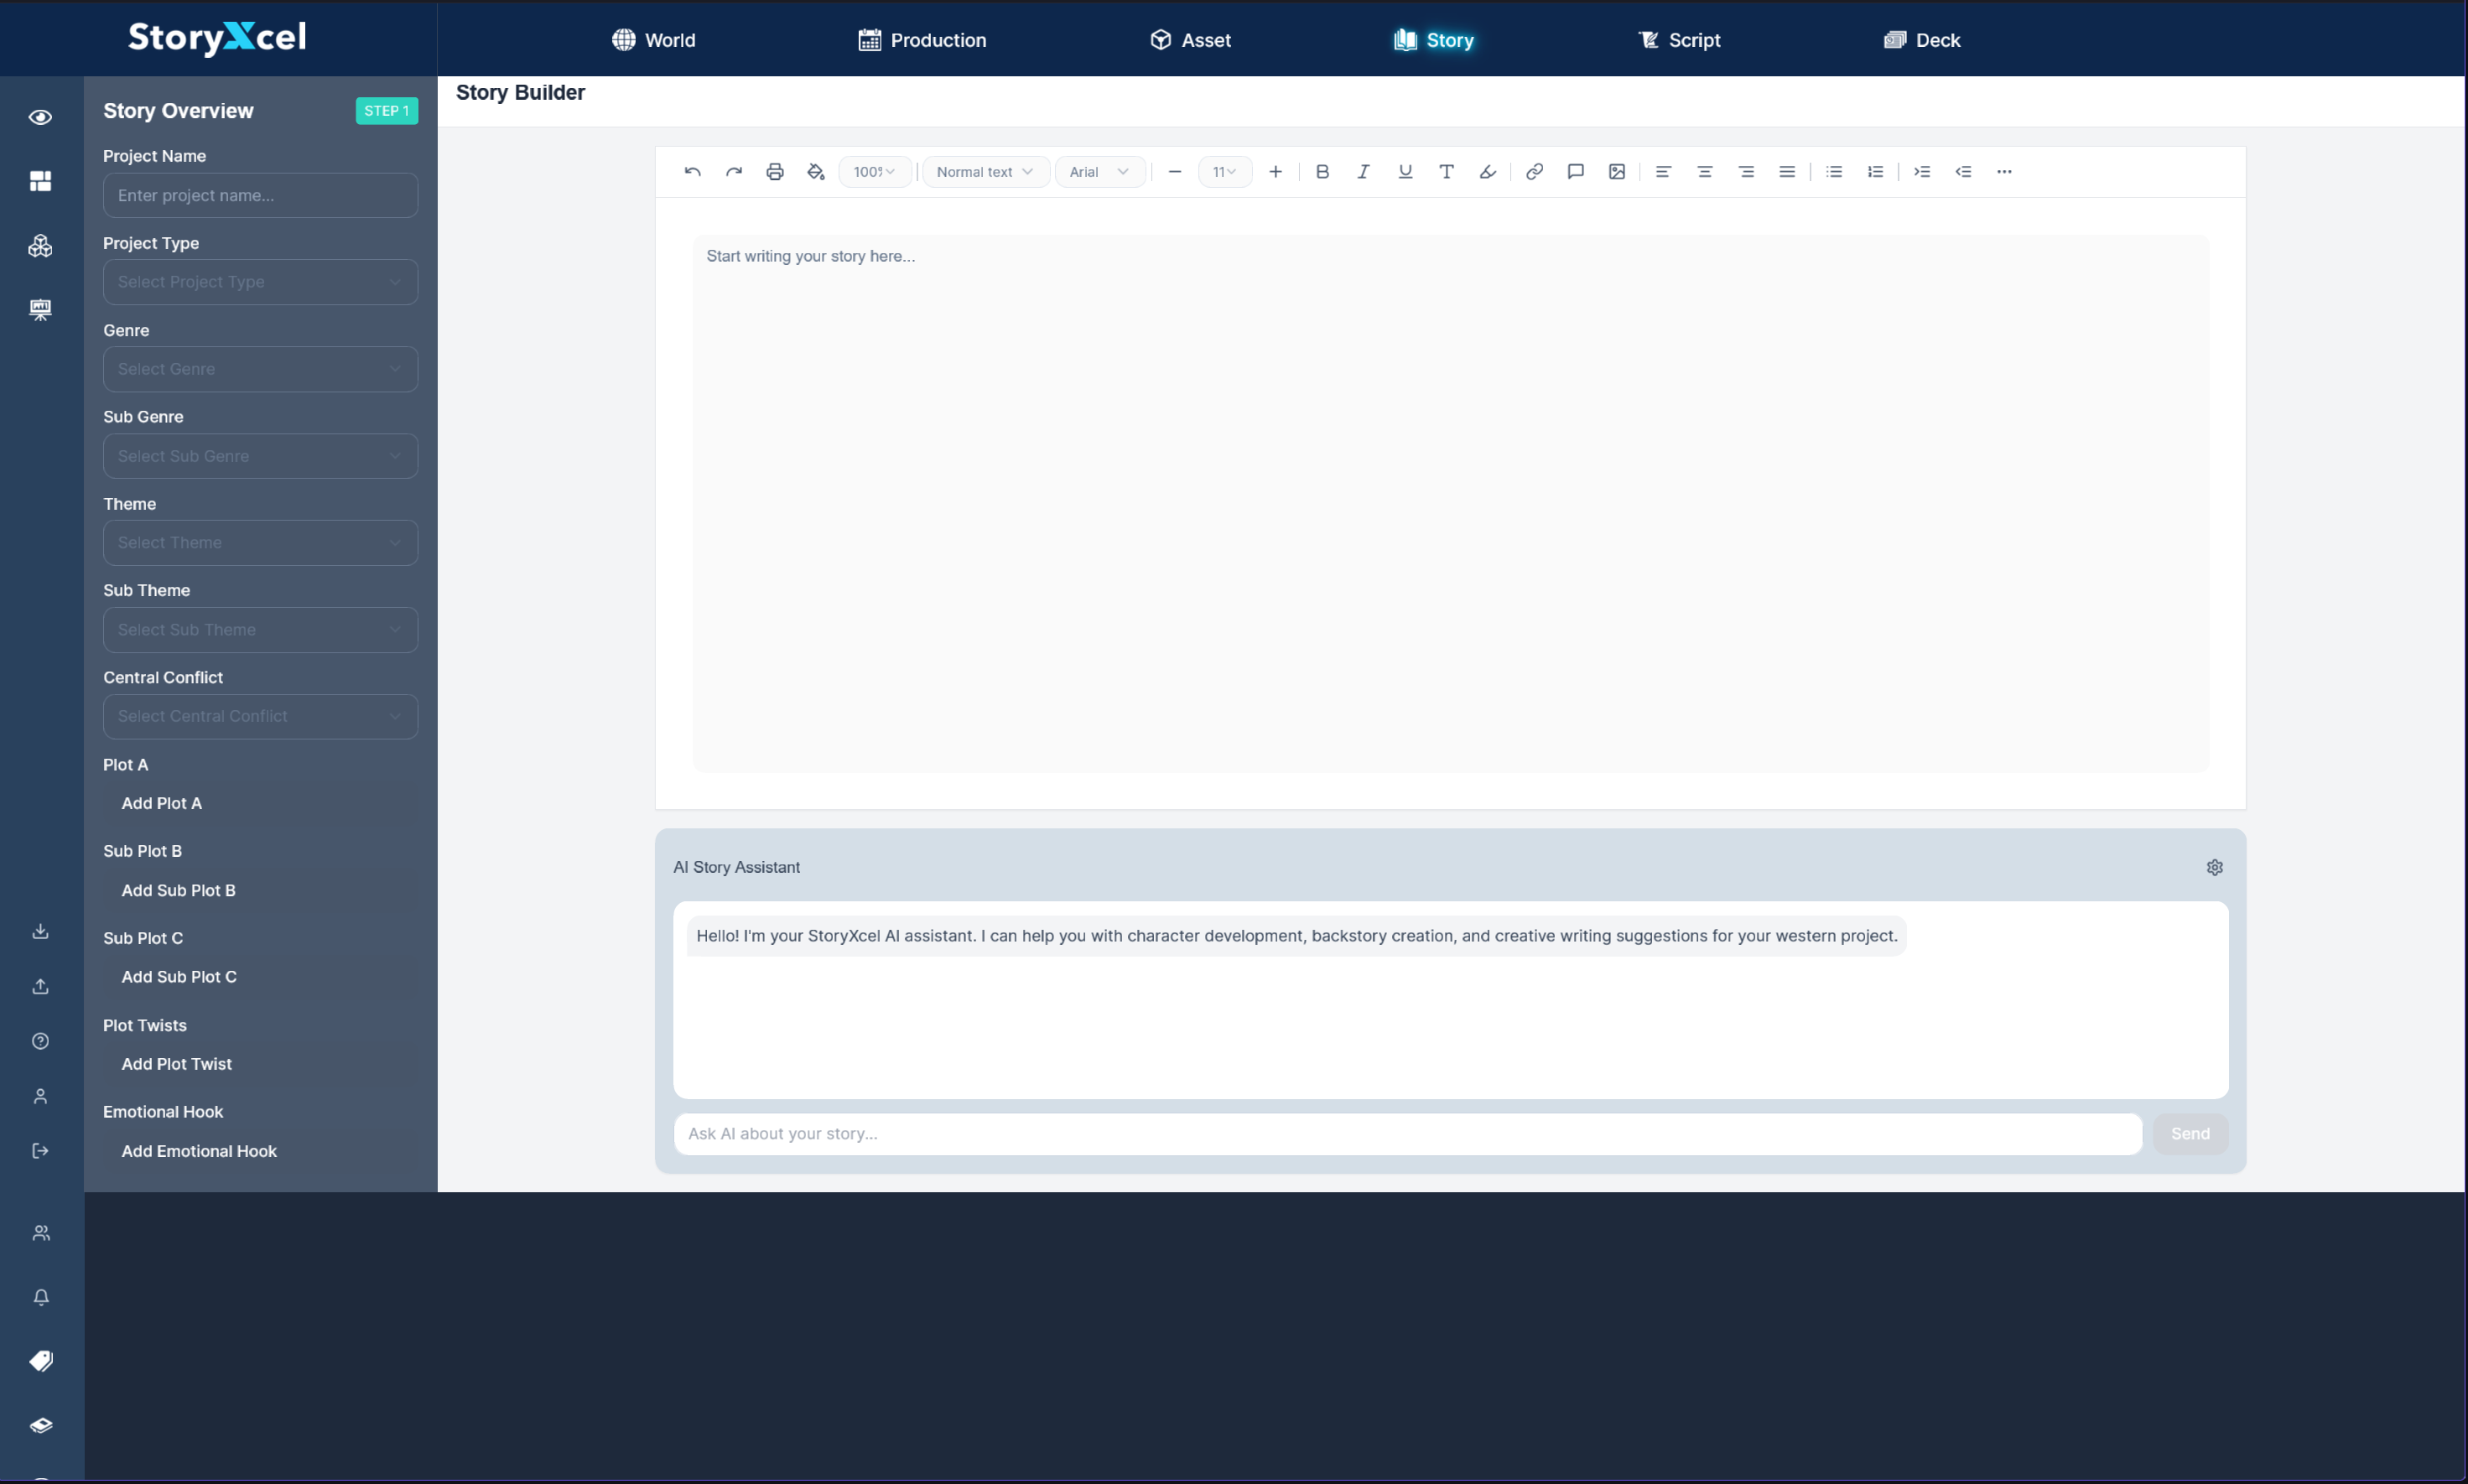 StoryXcel
World
Production
Asset
Story
Script
Deck
Story Overview
STEP 1
Project Name
Enter project name...
Project Type
Select Project Type
Genre
Select Genre
Sub Genre
Select Sub Genre
Theme
Select Theme
Sub Theme
Select Sub Theme
Central Conflict
Select Central Conflict
Plot A
Add Plot A
Sub Plot B
Add Sub Plot B
Sub Plot C
Add Sub Plot C
Plot Twists
Add Plot Twist
Emotional Hook
Add Emotional Hook
Story Builder
100%
Normal text
Arial
11
Start writing your story here...
AI Story Assistant
Hello! I'm your StoryXcel AI assistant. I can help you with character development, backstory creation, and creative writing suggestions for your western project.
Ask AI about your story...
Send